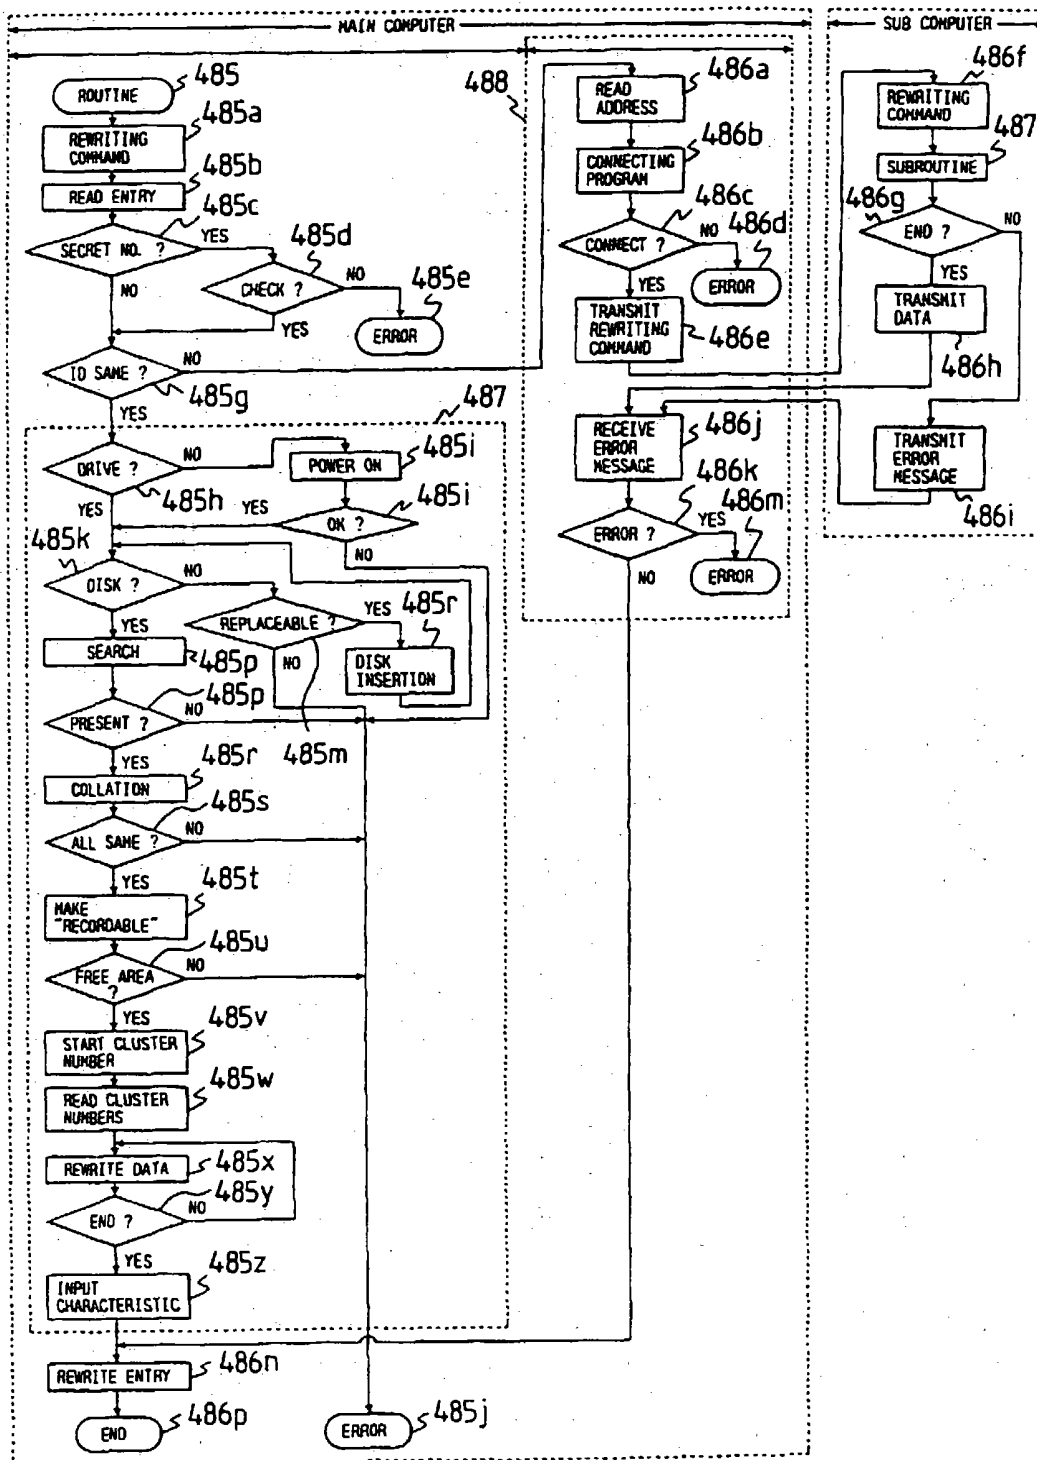 MAIN COMPUTER
SUB COMPUTER
ROUTINE
485
REWRITING
COMMAND
485a
READ ENTRY
485b
SECRET NO. ?
485c
YES
NO
CHECK ?
485d
NO
YES
ERROR
485e
ID SAME ?
485g
NO
YES
487
DRIVE ?
485h
NO
YES
POWER ON
485i
OK ?
485i
YES
NO
DISK ?
485k
NO
YES
REPLACEABLE ?
485m
YES
NO
DISK
INSERTION
485r
SEARCH
485p
PRESENT ?
485p
NO
YES
COLLATION
485r
ALL SAME ?
485s
NO
YES
MAKE
"RECORDABLE"
485t
FREE AREA
?
485u
NO
YES
START CLUSTER
NUMBER
485v
READ CLUSTER
NUMBERS
485w
REWRITE DATA
485x
END ?
485y
NO
YES
INPUT
CHARACTERISTIC
485z
REWRITE ENTRY
486n
END
486p
ERROR
485j
488
READ
ADDRESS
486a
CONNECTING
PROGRAM
486b
CONNECT ?
486c
NO
YES
ERROR
486d
TRANSMIT
REWRITING
COMMAND
486e
RECEIVE
ERROR
MESSAGE
486j
ERROR ?
486k
YES
NO
ERROR
486m
REWRITING
COMMAND
486f
SUBROUTINE
487
END ?
486g
NO
YES
TRANSMIT
DATA
486h
TRANSMIT
ERROR
MESSAGE
486i